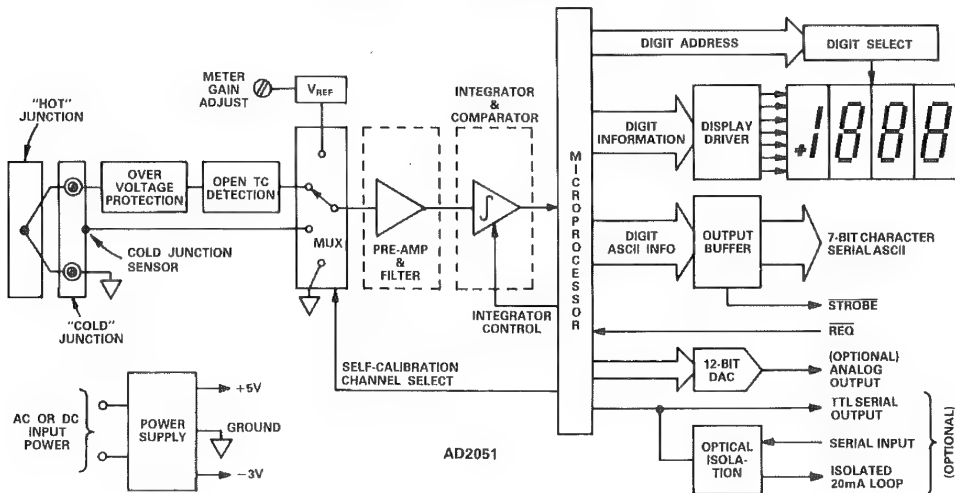 DIGIT ADDRESS
DIGIT SELECT
METER
GAIN
ADJUST
VREF
INTEGRATOR
&
COMPARATOR
"HOT"
JUNCTION
DIGIT
INFORMATION
DISPLAY
DRIVER
+1888
OVER
VOLTAGE
PROTECTION
OPEN TC
DETECTION
MUX
∫
PRE-AMP
&
FILTER
MICROPROCESSOR
DIGIT
ASCII INFO
OUTPUT
BUFFER
7-BIT CHARACTER
SERIAL ASCII
COLD JUNCTION
SENSOR
"COLD"
JUNCTION
INTEGRATOR
CONTROL
STROBE
REQ
SELF-CALIBRATION
CHANNEL SELECT
12-BIT
DAC
(OPTIONAL)
ANALOG
OUTPUT
TTL SERIAL
OUTPUT
AC OR DC
INPUT
POWER
POWER
SUPPLY
+5V
GROUND
−3V
AD2051
OPTICAL
ISOLA-
TION
SERIAL INPUT
ISOLATED
20mA LOOP
(OPTIONAL)